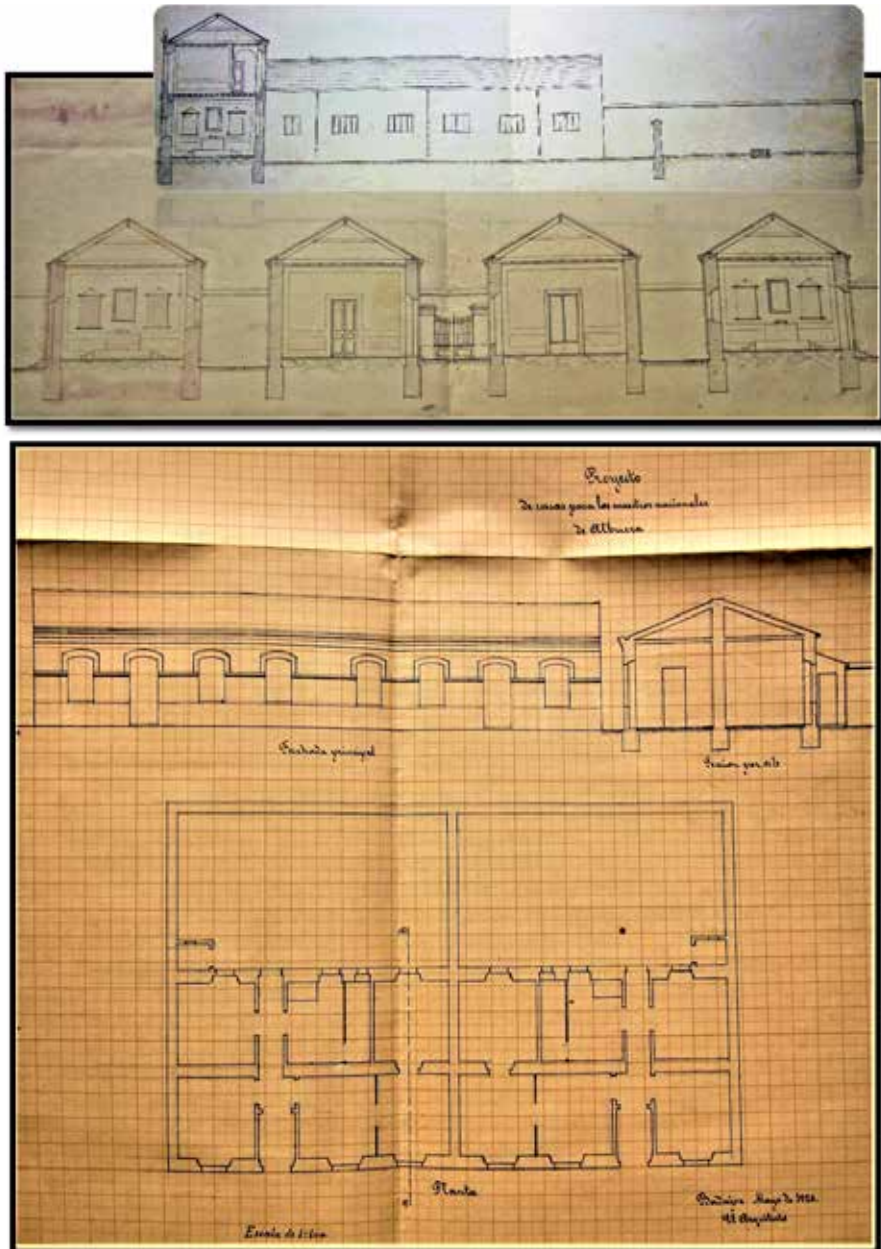 Proyecto
de casas para los maestros nacionales
de Albuera
Fachada principal
Seccion por
Planta
Badajoz Mayo de
El Arquitecto
Escala de 1:100